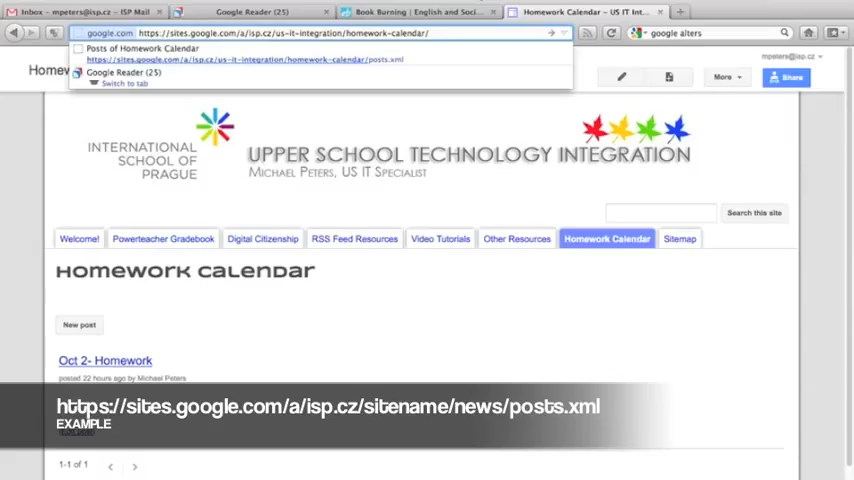 Inbox – mpeters@isp.cz – ISP Mail
Google Reader (25)
Book Burning | English and Soci...
Homework Calendar – US IT Int...
google.com https://sites.google.com/a/isp.cz/us-it-integration/homework-calendar/
google alters
Posts of Homework Calendar
https://sites.google.com/a/isp.cz/us-it-integration/homework-calendar/posts.xml
Google Reader (25)
Switch to tab
mpeters@isp.cz
More
Share
INTERNATIONAL
SCHOOL OF
PRAGUE
UPPER SCHOOL TECHNOLOGY INTEGRATION
MICHAEL PETERS, US IT SPECIALIST
Search this site
Welcome!
Powerteacher Gradebook
Digital Citizenship
RSS Feed Resources
Video Tutorials
Other Resources
Homework Calendar
Sitemap
Homework Calendar
New post
Oct 2- Homework
posted 22 hours ago by Michael Peters
https://sites.google.com/a/isp.cz/sitename/news/posts.xml
EXAMPLE
1-1 of 1